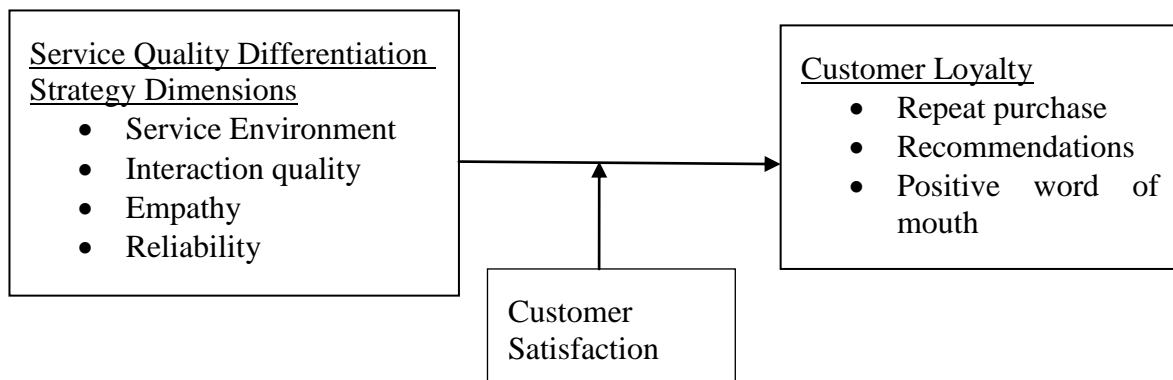 Service Quality Differentiation
Strategy Dimensions
• Service Environment
• Interaction quality
• Empathy
• Reliability
Customer Loyalty
• Repeat purchase
• Recommendations
• Positive word of
mouth
Customer
Satisfaction